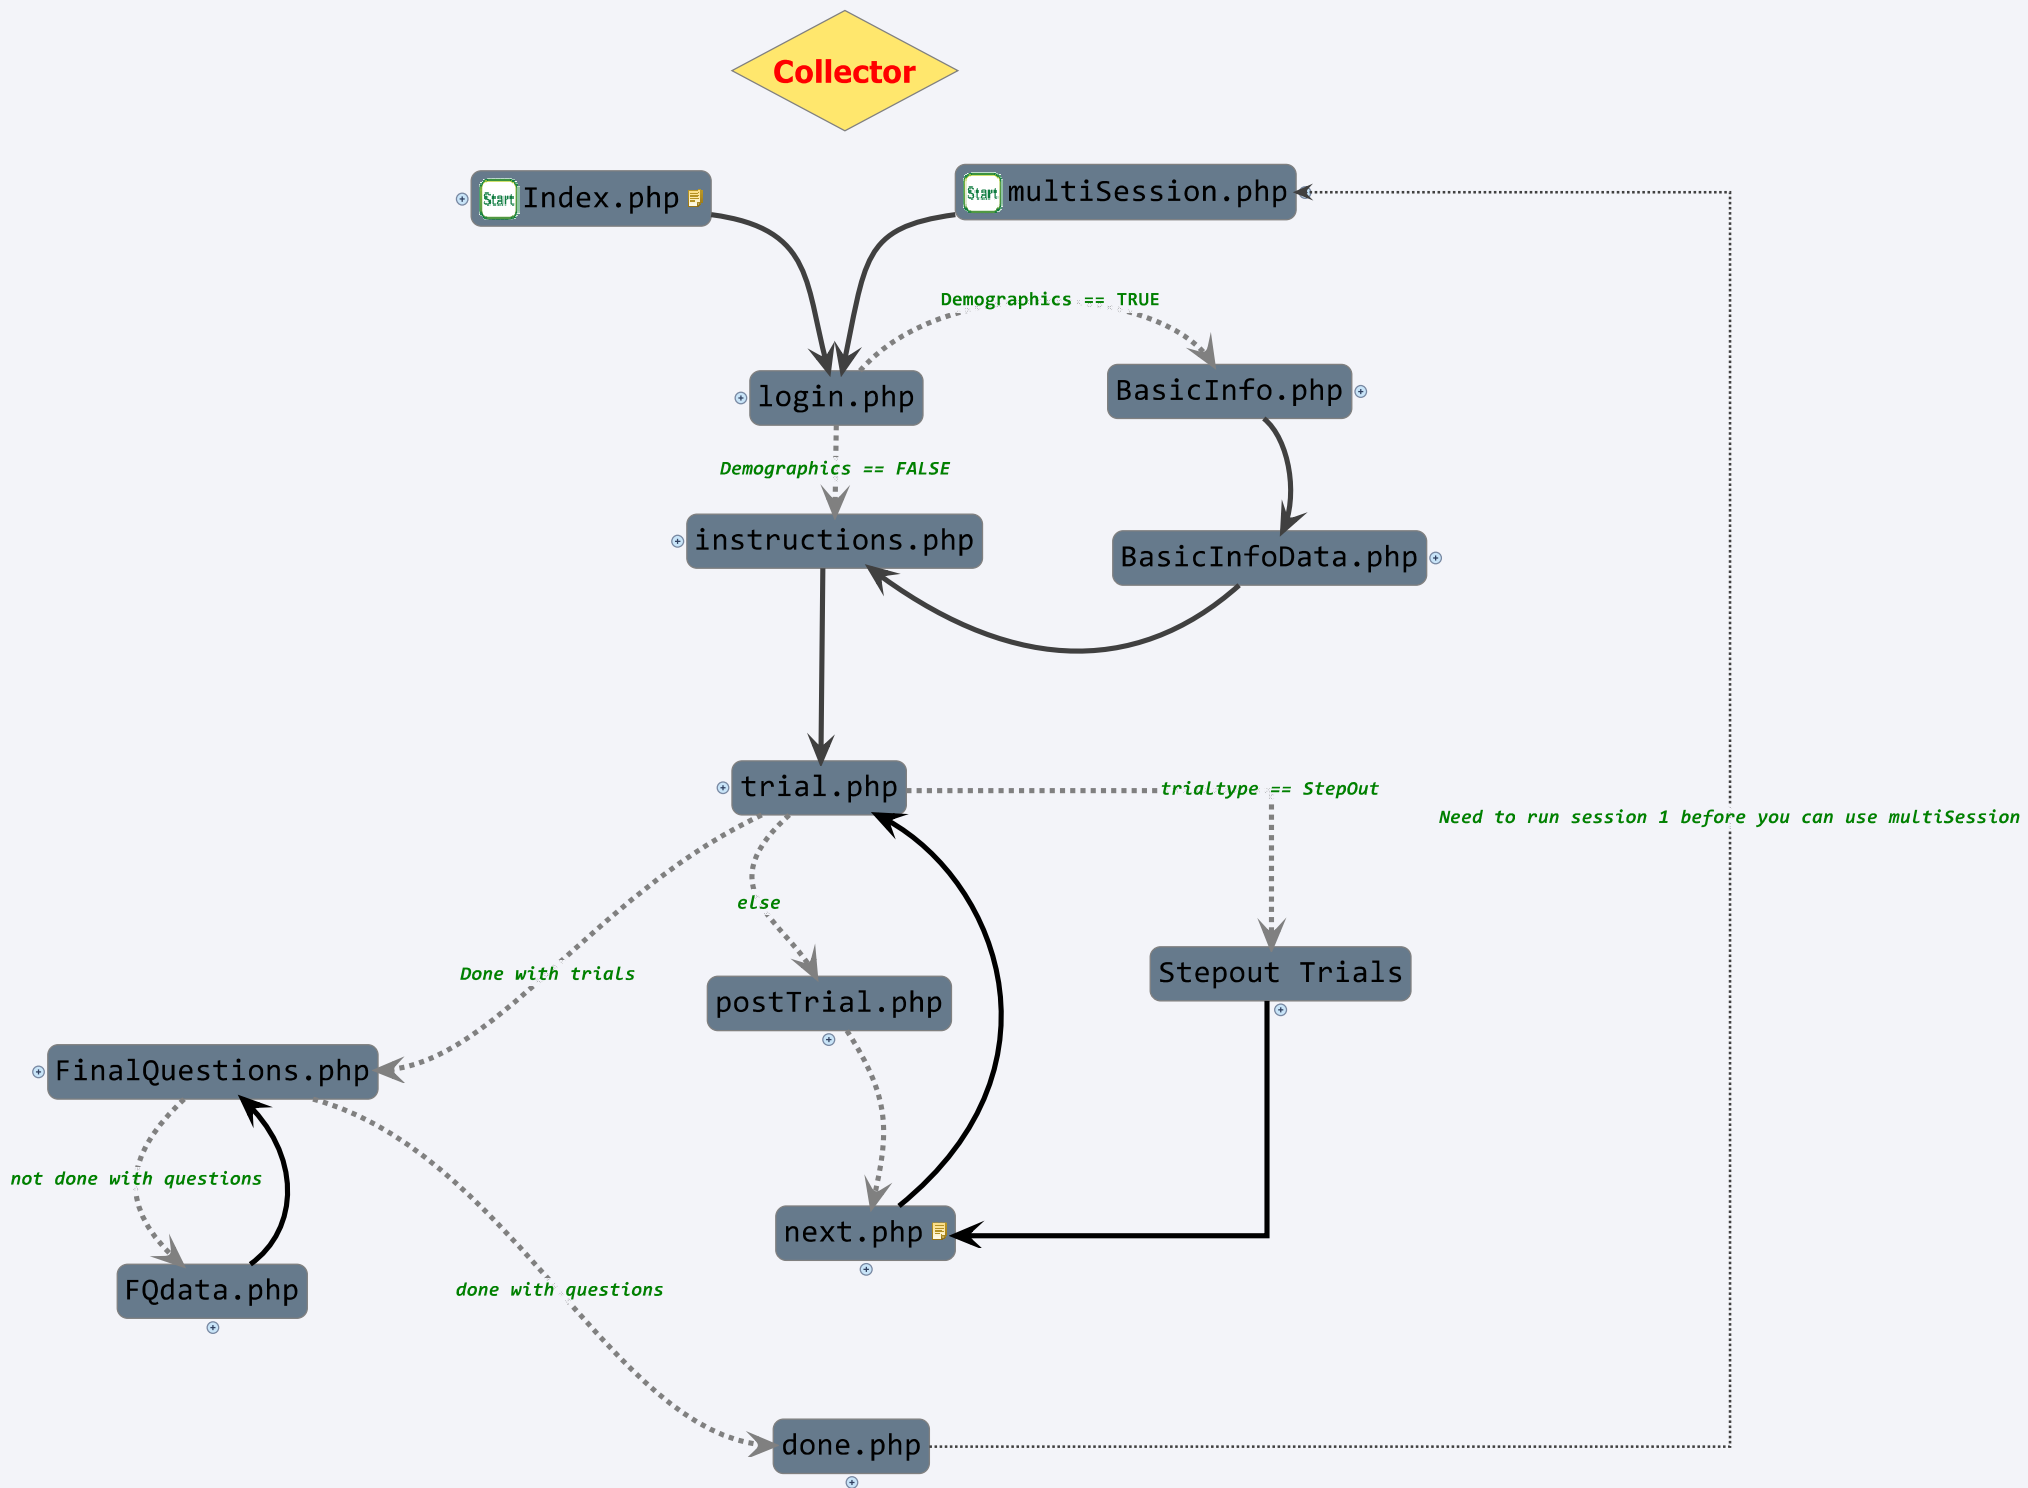 Collector
Start
Index.php
Start
multiSession.php
Demographics == TRUE
login.php
BasicInfo.php
Demographics == FALSE
instructions.php
BasicInfoData.php
trial.php
trialtype == StepOut
Need to run session 1 before you can use multiSession
else
Done with trials
Stepout Trials
postTrial.php
FinalQuestions.php
not done with questions
next.php
FQdata.php
done with questions
done.php